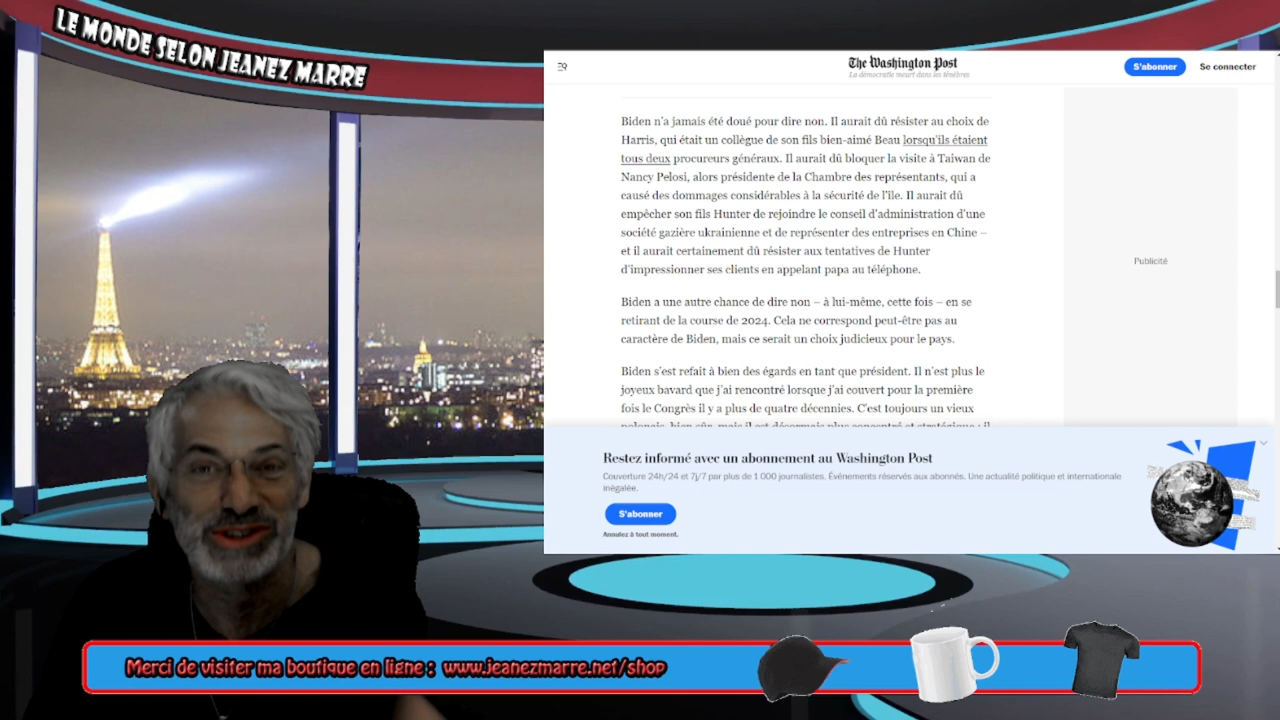 LE MONDE SELON JEANEZ MARRE
The Washington Post
La démocratie meurt dans les ténèbres
S'abonner
Se connecter
Biden n'a jamais été doué pour dire non. Il aurait dû résister au choix de
Harris, qui était un collègue de son fils bien-aimé Beau lorsqu'ils étaient
tous deux procureurs généraux. Il aurait dû bloquer la visite à Taiwan de
Nancy Pelosi, alors présidente de la Chambre des représentants, qui a
causé des dommages considérables à la sécurité de l'île. Il aurait dû
empêcher son fils Hunter de rejoindre le conseil d'administration d'une
société gazière ukrainienne et de représenter des entreprises en Chine –
et il aurait certainement dû résister aux tentatives de Hunter
d'impressionner ses clients en appelant papa au téléphone.
Biden a une autre chance de dire non – à lui-même, cette fois – en se
retirant de la course de 2024. Cela ne correspond peut-être pas au
caractère de Biden, mais ce serait un choix judicieux pour le pays.
Biden s'est refait à bien des égards en tant que président. Il n'est plus le
joyeux bavard que j'ai rencontré lorsque j'ai couvert pour la première
fois le Congrès il y a plus de quatre décennies. C'est toujours un vieux
polonais, bien sûr, mais il est désormais plus concentré et stratégique ; il
Publicité
Restez informé avec un abonnement au Washington Post
Couverture 24h/24 et 7j/7 par plus de 1 000 journalistes. Événements réservés aux abonnés. Une actualité politique et internationale
inégalée.
S'abonner
Annulez à tout moment.
Merci de visiter ma boutique en ligne : www.jeanezmarre.net/shop